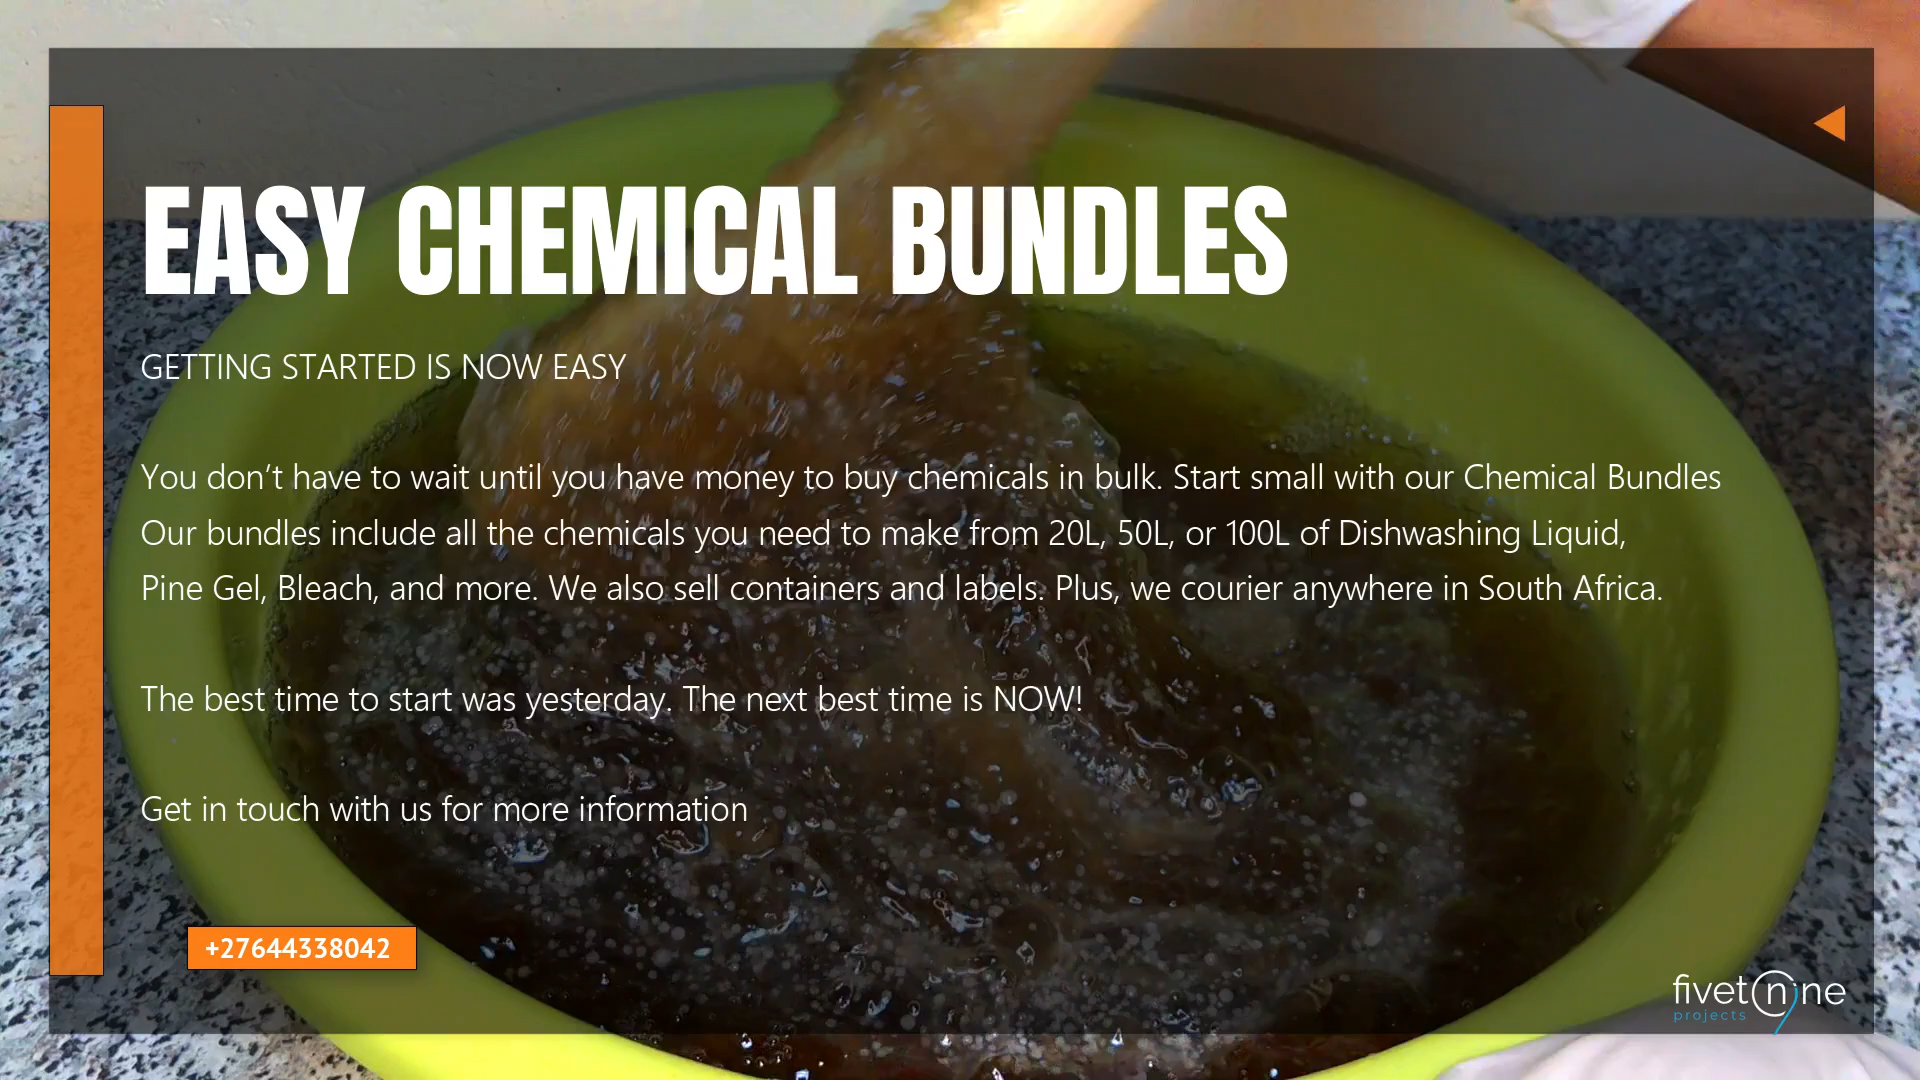 EASY CHEMICAL BUNDLES
GETTING STARTED IS NOW EASY
You don’t have to wait until you have money to buy chemicals in bulk. Start small with our Chemical Bundles
Our bundles include all the chemicals you need to make from 20L, 50L, or 100L of Dishwashing Liquid,
Pine Gel, Bleach, and more. We also sell containers and labels. Plus, we courier anywhere in South Africa.
The best time to start was yesterday. The next best time is NOW!
Get in touch with us for more information
+27644338042
fivet9nine
projects